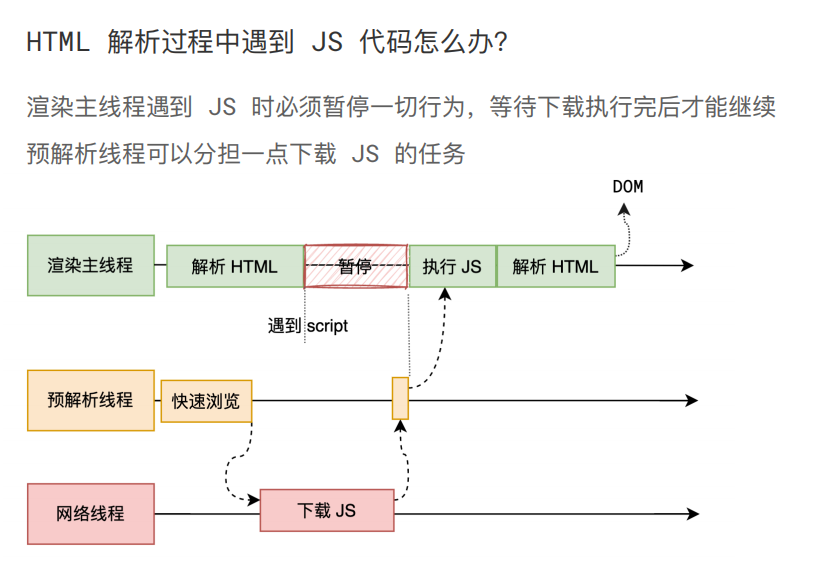 HTML 解析过程中遇到 JS 代码怎么办?
渲染主线程遇到 JS 时必须暂停一切行为，等待下载执行完后才能继续
预解析线程可以分担一点下载 JS 的任务
DOM
渲染主线程
解析 HTML
暂停
执行 JS
解析 HTML
遇到 script
预解析线程
快速浏览
网络线程
下载 JS